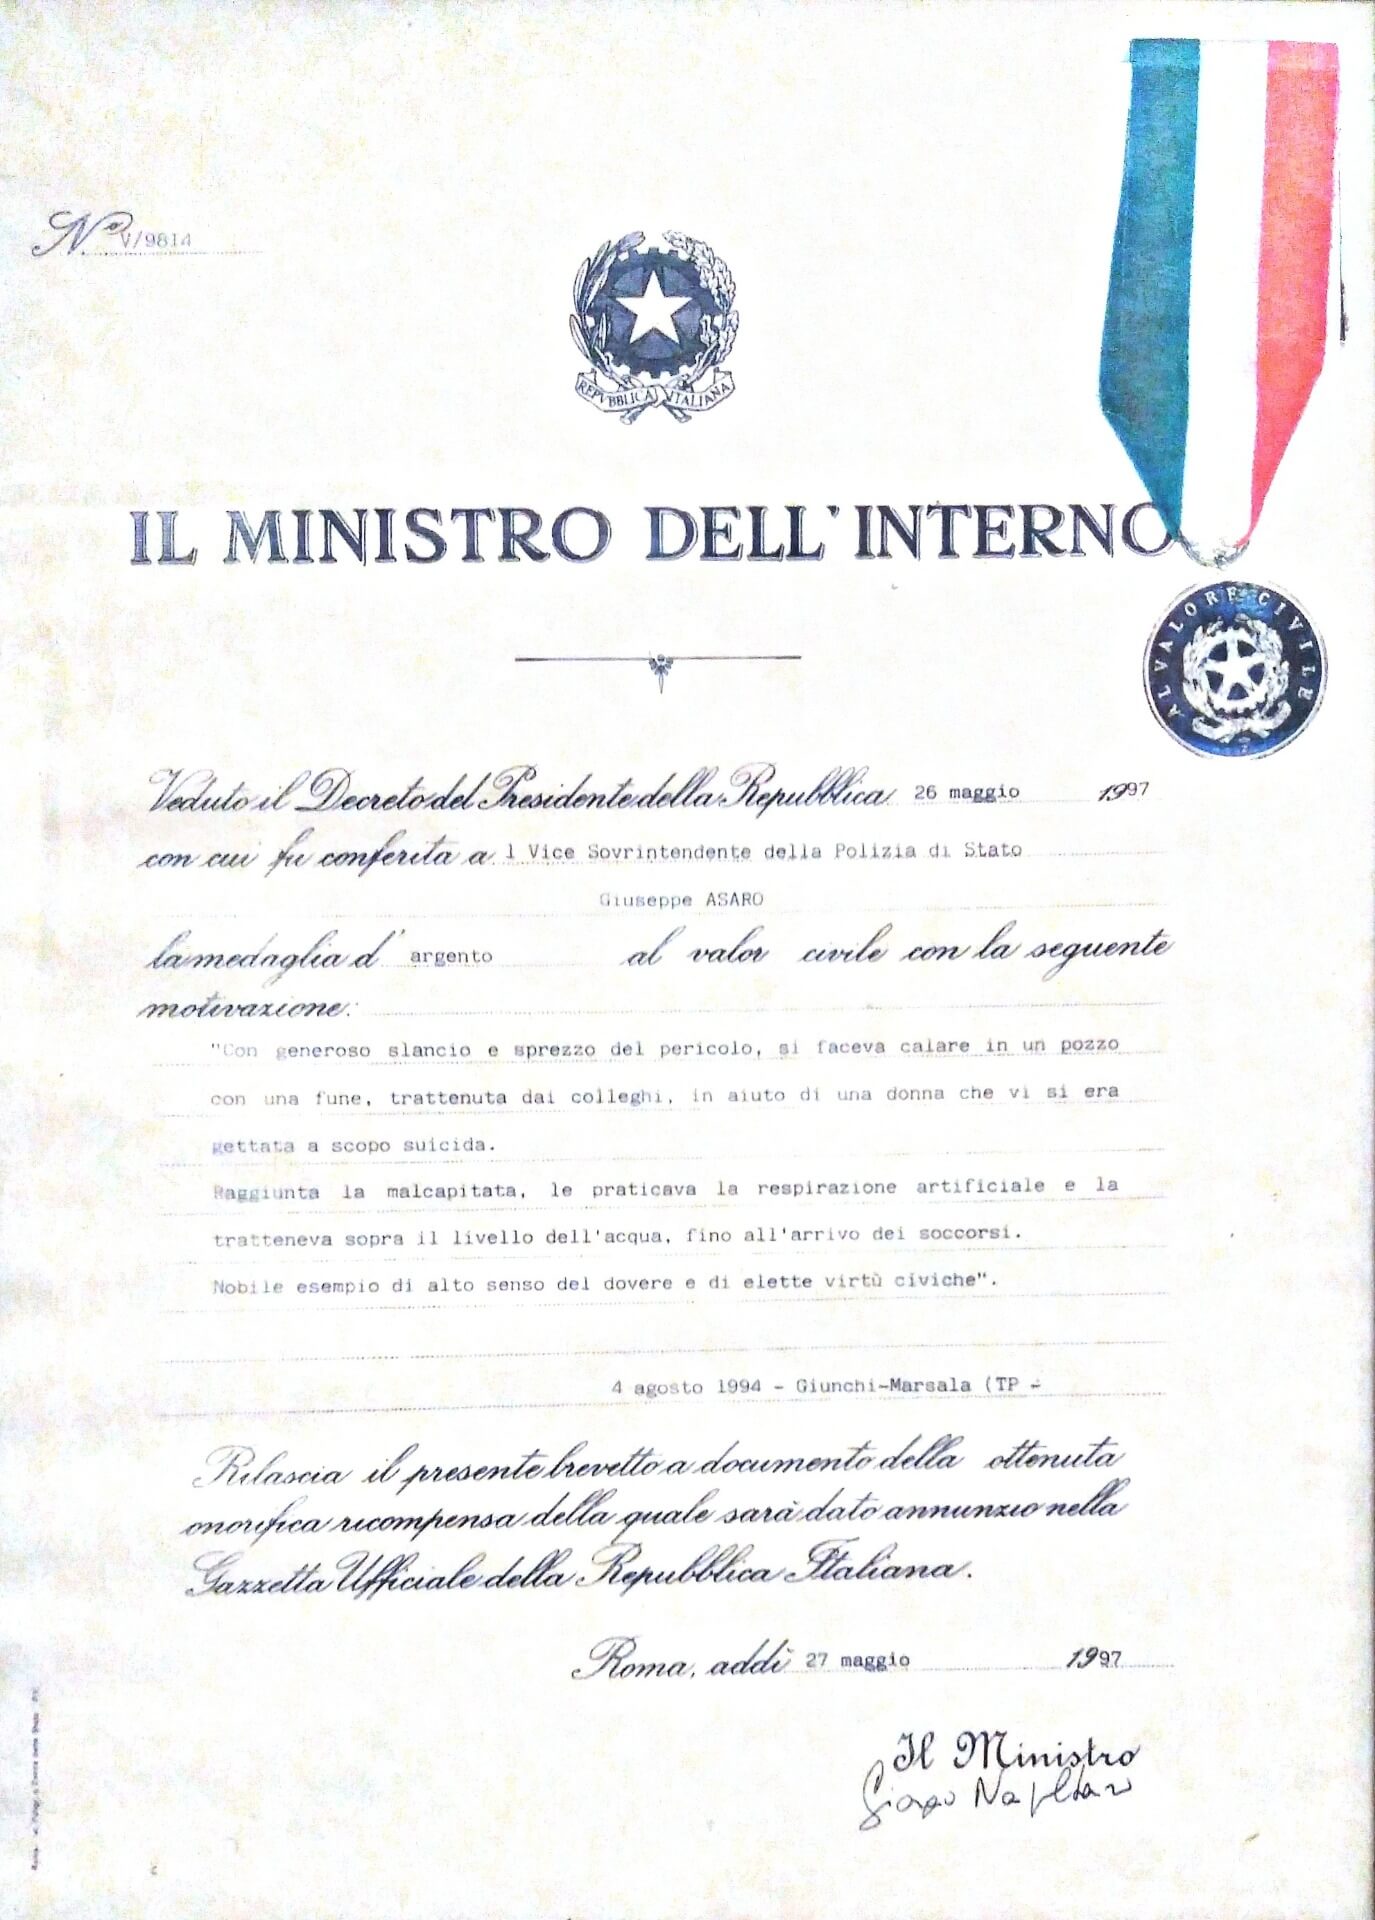 Nº V/9814
REPVBBLICA ITALIANA
IL MINISTRO DELL'INTERNO
AL VALORE CIVILE
Veduto il Decreto del Presidente della Repubblica 26 maggio 1997
con cui fu conferita a l Vice Sovrintendente della Polizia di Stato
Giuseppe ASARO
la medaglia d' argento al valor civile con la seguente
motivazione:
"Con generoso slancio e sprezzo del pericolo, si faceva calare in un pozzo
con una fune, trattenuta dai colleghi, in aiuto di una donna che vi si era
gettata a scopo suicida.
Raggiunta la malcapitata, le praticava la respirazione artificiale e la
tratteneva sopra il livello dell'acqua, fino all'arrivo dei soccorsi.
Nobile esempio di alto senso del dovere e di elette virtù civiche".
4 agosto 1994 - Giunchi-Marsala (TP -
Rilascia il presente brevetto a documento della ottenuta
onorifica ricompensa della quale sarà dato annunzio nella
Gazzetta Ufficiale della Repubblica Italiana.
Roma, addì 27 maggio 1997
Il Ministro
Giorgio Napolitano